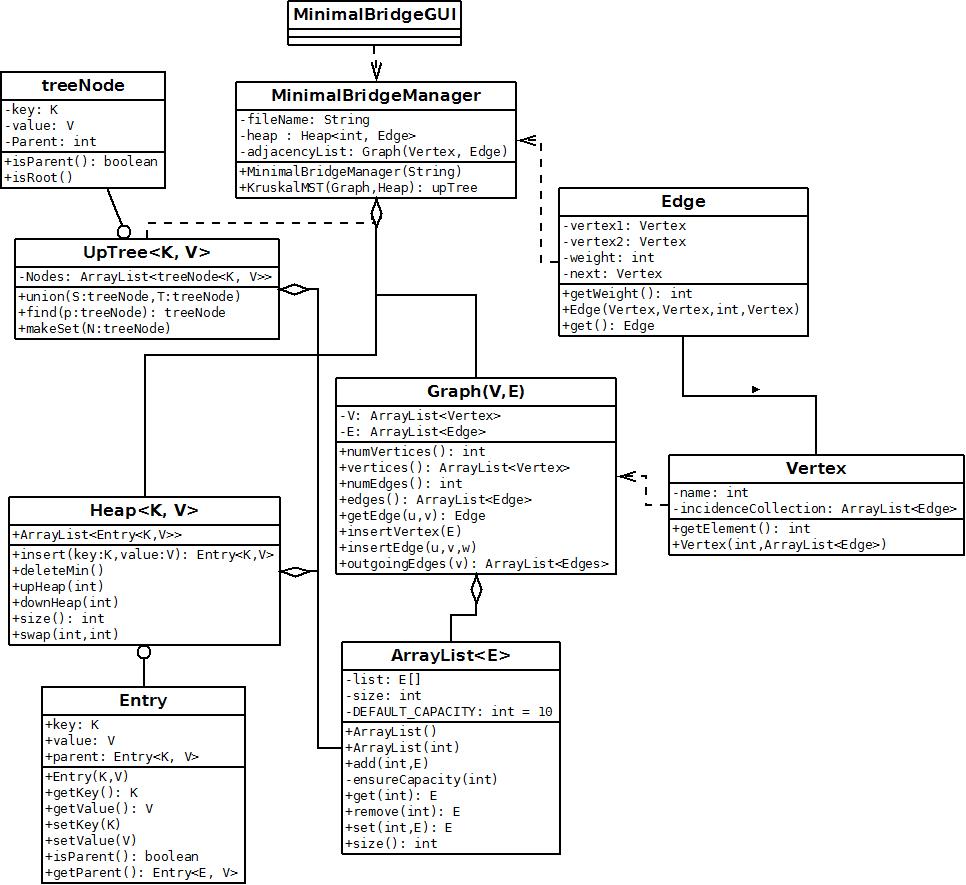 MinimalBridgeGUI
treeNode
-key: K
-value: V
-Parent: int
+isParent(): boolean
+isRoot()
MinimalBridgeManager
-fileName: String
-heap : Heap<int, Edge>
-adjacencyList: Graph(Vertex, Edge)
+MinimalBridgeManager(String)
+KruskalMST(Graph,Heap): upTree
Edge
-vertex1: Vertex
-vertex2: Vertex
-weight: int
-next: Vertex
+getWeight(): int
+Edge(Vertex,Vertex,int,Vertex)
+get(): Edge
UpTree<K, V>
-Nodes: ArrayList<treeNode<K, V>>
+union(S:treeNode,T:treeNode)
+find(p:treeNode): treeNode
+makeSet(N:treeNode)
Graph(V,E)
-V: ArrayList<Vertex>
-E: ArrayList<Edge>
+numVertices(): int
+vertices(): ArrayList<Vertex>
+numEdges(): int
+edges(): ArrayList<Edge>
+getEdge(u,v): Edge
+insertVertex(E)
+insertEdge(u,v,w)
+outgoingEdges(v): ArrayList<Edges>
Vertex
-name: int
-incidenceCollection: ArrayList<Edge>
+getElement(): int
+Vertex(int,ArrayList<Edge>)
Heap<K, V>
+ArrayList<Entry<K,V>>
+insert(key:K,value:V): Entry<K,V>
+deleteMin()
+upHeap(int)
+downHeap(int)
+size(): int
+swap(int,int)
ArrayList<E>
-list: E[]
-size: int
-DEFAULT_CAPACITY: int = 10
+ArrayList()
+ArrayList(int)
+add(int,E)
-ensureCapacity(int)
+get(int): E
+remove(int): E
+set(int,E): E
+size(): int
Entry
+key: K
+value: V
+parent: Entry<K, V>
+Entry(K,V)
+getKey(): K
+getValue(): V
+setKey(K)
+setValue(V)
+isParent(): boolean
+getParent(): Entry<E, V>